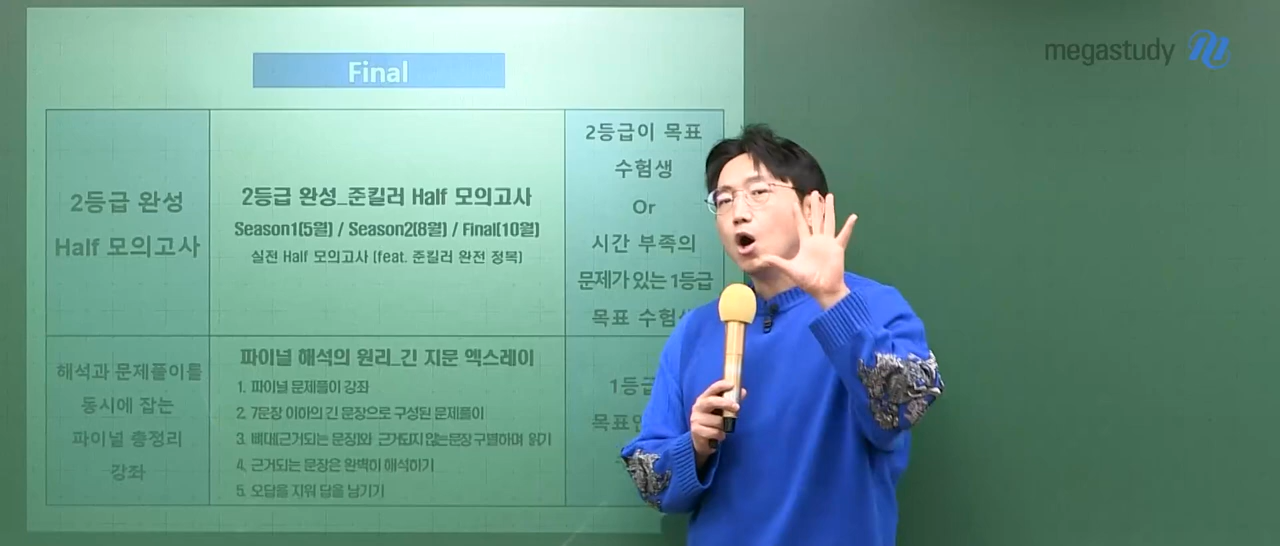 megastudy
Final
2등급 완성
Half 모의고사
2등급 완성_준킬러 Half 모의고사
Season1(5월) / Season2(8월) / Final(10월)
실전 Half 모의고사 (feat. 준킬러 완전 정복)
2등급이 목표
수험생
Or
시간 부족의
문제가 있는 1등급
목표 수험
해석과 문제풀이를
동시에 잡는
파이널 총정리
강좌
파이널 해석의 원리_긴 지문 엑스레이
1. 파이널 문제풀이 강좌
2. 7문장 이하의 긴 문장으로 구성된 문제풀이
3. 뼈대(근거되는 문장)와 근거되지 않는 문장 구별하며 읽기
4. 근거되는 문장은 완벽히 해석하기
5. 오답을 지워 답을 남기기
1등급
목표인